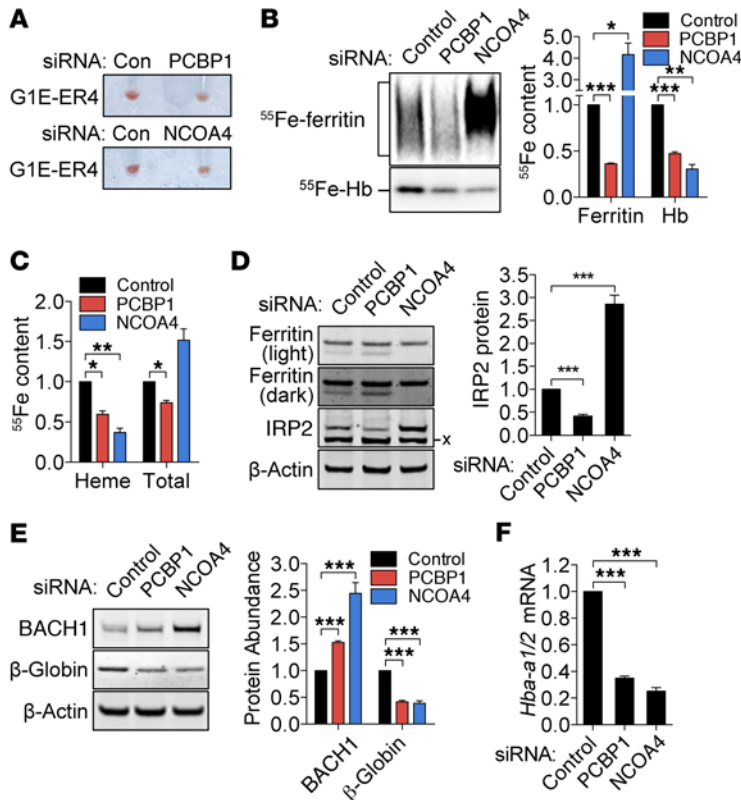 A
siRNA: Con PCBP1
G1E-ER4
siRNA: Con NCOA4
G1E-ER4
B
siRNA: Control PCBP1 NCOA4
55Fe-ferritin
55Fe-Hb
Control
PCBP1
NCOA4
55Fe content
5.0
4.0
3.0
1.0
0.5
0.0
*
***
**
***
Ferritin Hb
C
Control
PCBP1
NCOA4
55Fe content
2.0
1.5
1.0
0.5
0.0
**
*
*
Heme Total
D
siRNA: Control PCBP1 NCOA4
Ferritin
(light)
Ferritin
(dark)
IRP2
x
β-Actin
IRP2 protein
3.5
3.0
2.5
2.0
1.5
1.0
0.5
0.0
***
***
siRNA: Control PCBP1 NCOA4
E
siRNA: Control PCBP1 NCOA4
BACH1
β-Globin
β-Actin
Control
PCBP1
NCOA4
Protein Abundance
3.0
2.5
2.0
1.5
1.0
0.5
0.0
***
***
***
***
BACH1 β-Globin
F
Hba-a1/2 mRNA
1.2
1.0
0.8
0.6
0.4
0.2
0.0
***
***
siRNA: Control PCBP1 NCOA4